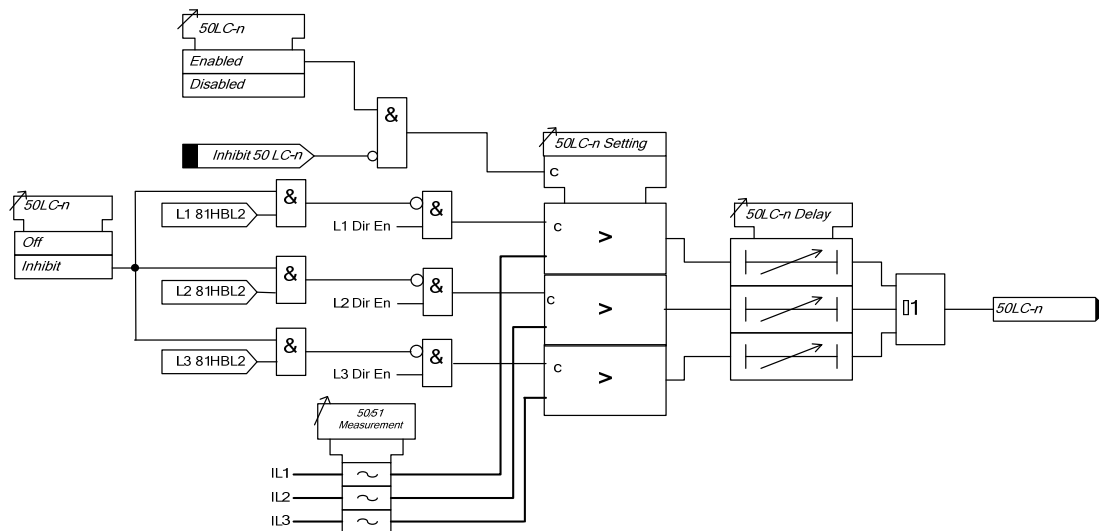 50LC-n
Enabled
Disabled
&
Inhibit 50 LC-n
50LC-n Setting
c
50LC-n
Off
Inhibit
L1 81HBL2
&
L1 Dir En
&
c
>
50LC-n Delay
L2 81HBL2
&
L2 Dir En
&
c
>
▯1
50LC-n
L3 81HBL2
&
L3 Dir En
&
c
>
50/51
Measurement
IL1
IL2
IL3